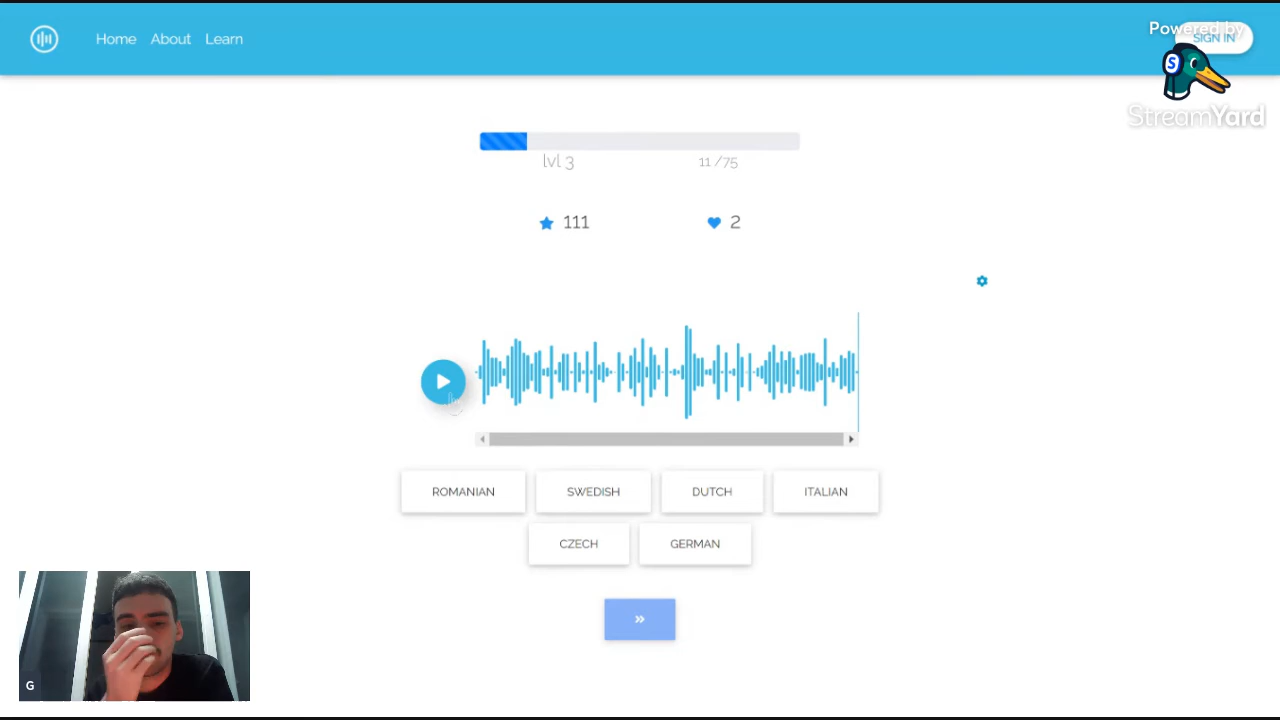 Home About Learn
SIGN IN
Powered by
StreamYard
S
lvl 3 11 /75
111 2
ROMANIAN SWEDISH DUTCH ITALIAN
CZECH GERMAN
»
G